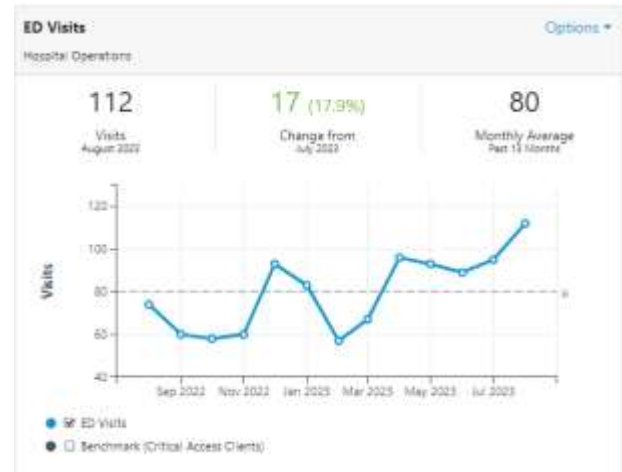 ED Visits
Options
Hospital Operations
112
Visits
August 2023
17 (17.9%)
Change from
July 2023
80
Monthly Average
Past 13 Months
Visits
120
100
80
60
40
Sep 2022 Nov 2022 Jan 2023 Mar 2023 May 2023 Jul 2023
ED Visits
Benchmark (Critical Access Clients)